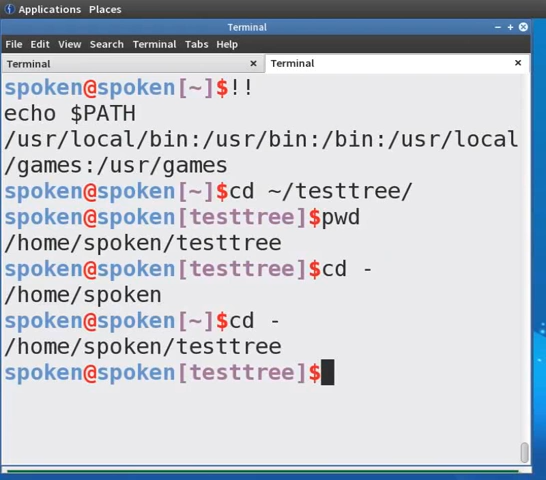 Applications Places
Terminal
File Edit View Search Terminal Tabs Help
Terminal Terminal
spoken@spoken[~]$!!
echo $PATH
/usr/local/bin:/usr/bin:/bin:/usr/local
/games:/usr/games
spoken@spoken[~]$cd ~/testtree/
spoken@spoken[testtree]$pwd
/home/spoken/testtree
spoken@spoken[testtree]$cd -
/home/spoken
spoken@spoken[~]$cd -
/home/spoken/testtree
spoken@spoken[testtree]$